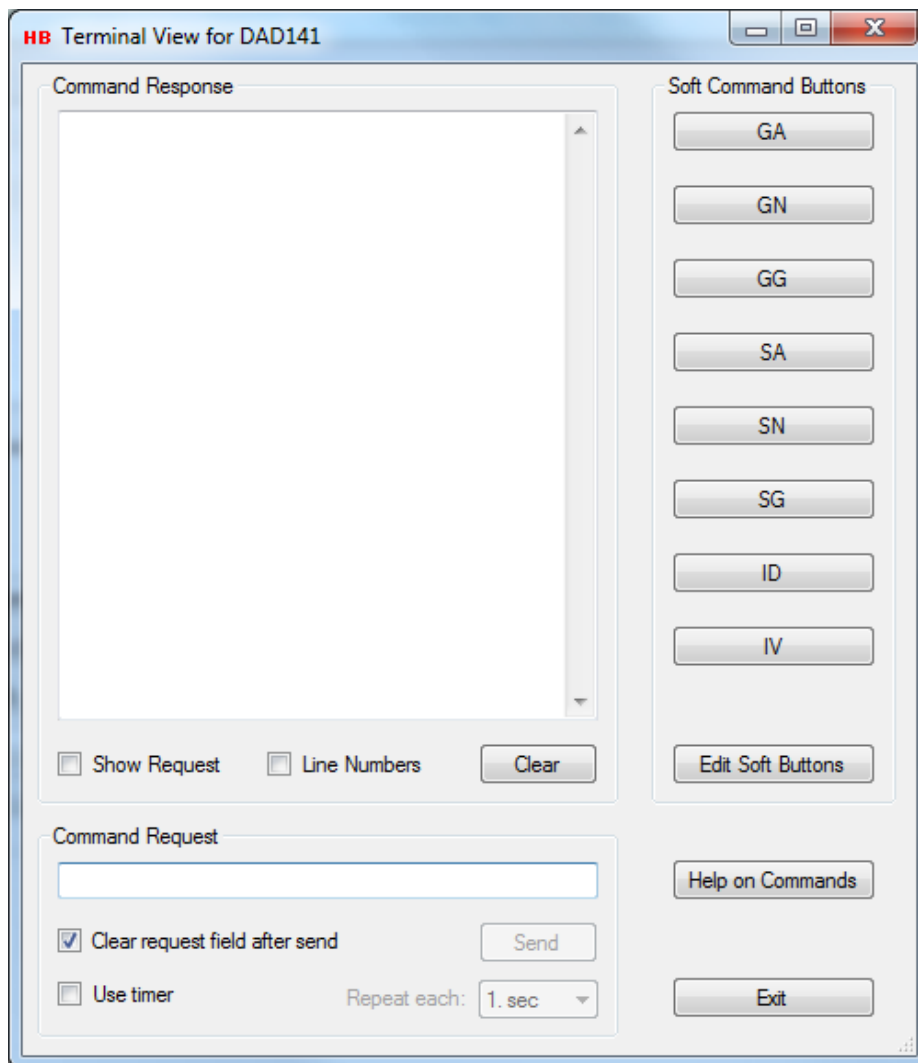 HB Terminal View for DAD141
Command Response
Soft Command Buttons
GA
GN
GG
SA
SN
SG
ID
IV
Show Request Line Numbers Clear
Edit Soft Buttons
Command Request
Help on Commands
Clear request field after send Send
Use timer Repeat each: 1. sec
Exit